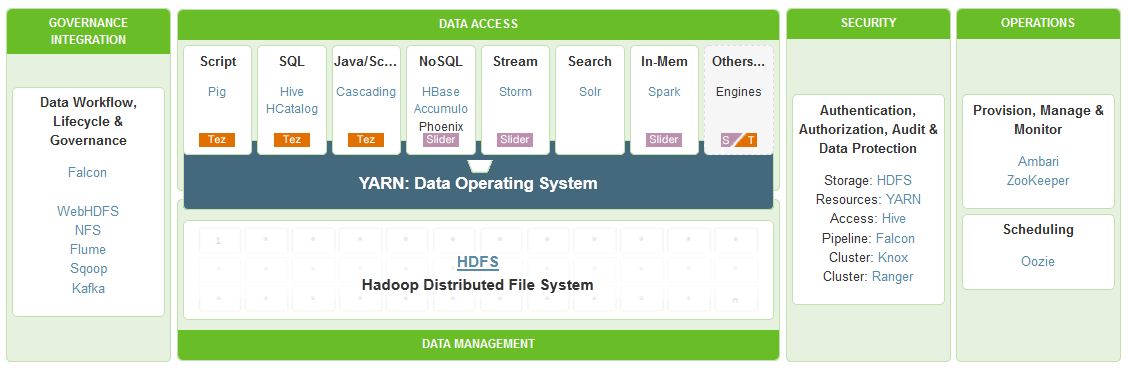 GOVERNANCE
INTEGRATION
Data Workflow,
Lifecycle &
Governance
Falcon
WebHDFS
NFS
Flume
Sqoop
Kafka
DATA ACCESS
Script
Pig
Tez
SQL
Hive
HCatalog
Tez
Java/Sc...
Cascading
Tez
NoSQL
HBase
Accumulo
Phoenix
Slider
Stream
Storm
Slider
Search
Solr
In-Mem
Spark
Slider
Others...
Engines
S T
YARN: Data Operating System
1
HDFS
Hadoop Distributed File System
n
DATA MANAGEMENT
SECURITY
Authentication,
Authorization, Audit &
Data Protection
Storage: HDFS
Resources: YARN
Access: Hive
Pipeline: Falcon
Cluster: Knox
Cluster: Ranger
OPERATIONS
Provision, Manage &
Monitor
Ambari
ZooKeeper
Scheduling
Oozie